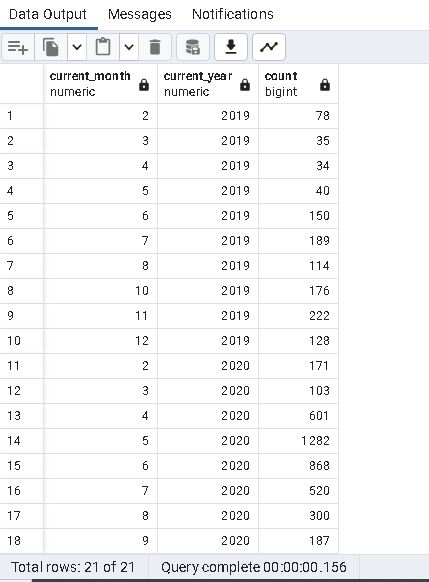 Data Output Messages Notifications
current_month current_year count
numeric numeric bigint
1 2 2019 78
2 3 2019 35
3 4 2019 34
4 5 2019 40
5 6 2019 150
6 7 2019 189
7 8 2019 114
8 10 2019 176
9 11 2019 222
10 12 2019 128
11 2 2020 171
12 3 2020 103
13 4 2020 601
14 5 2020 1282
15 6 2020 868
16 7 2020 520
17 8 2020 300
18 9 2020 187
Total rows: 21 of 21 Query complete 00:00:00.156